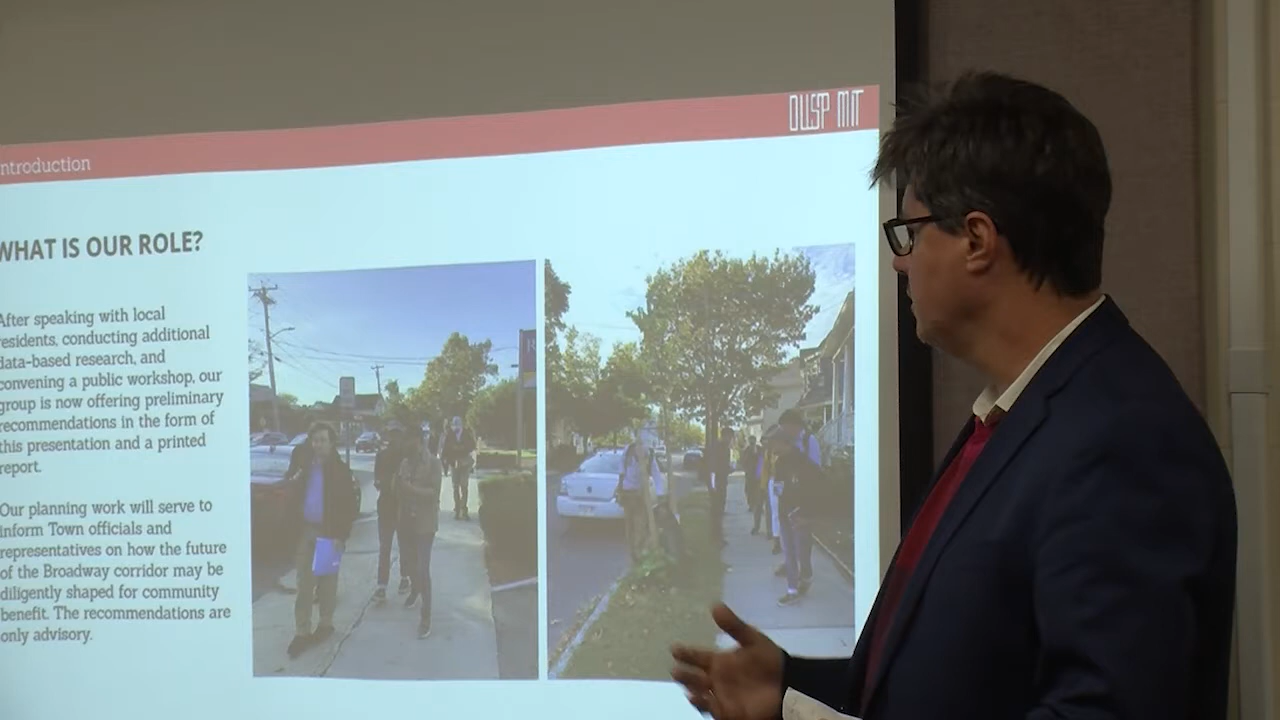 DUSP MIT
ntroduction
WHAT IS OUR ROLE?
After speaking with local
residents, conducting additional
data-based research, and
convening a public workshop, our
group is now offering preliminary
recommendations in the form of
this presentation and a printed
report.
Our planning work will serve to
inform Town officials and
representatives on how the future
of the Broadway corridor may be
diligently shaped for community
benefit. The recommendations are
only advisory.